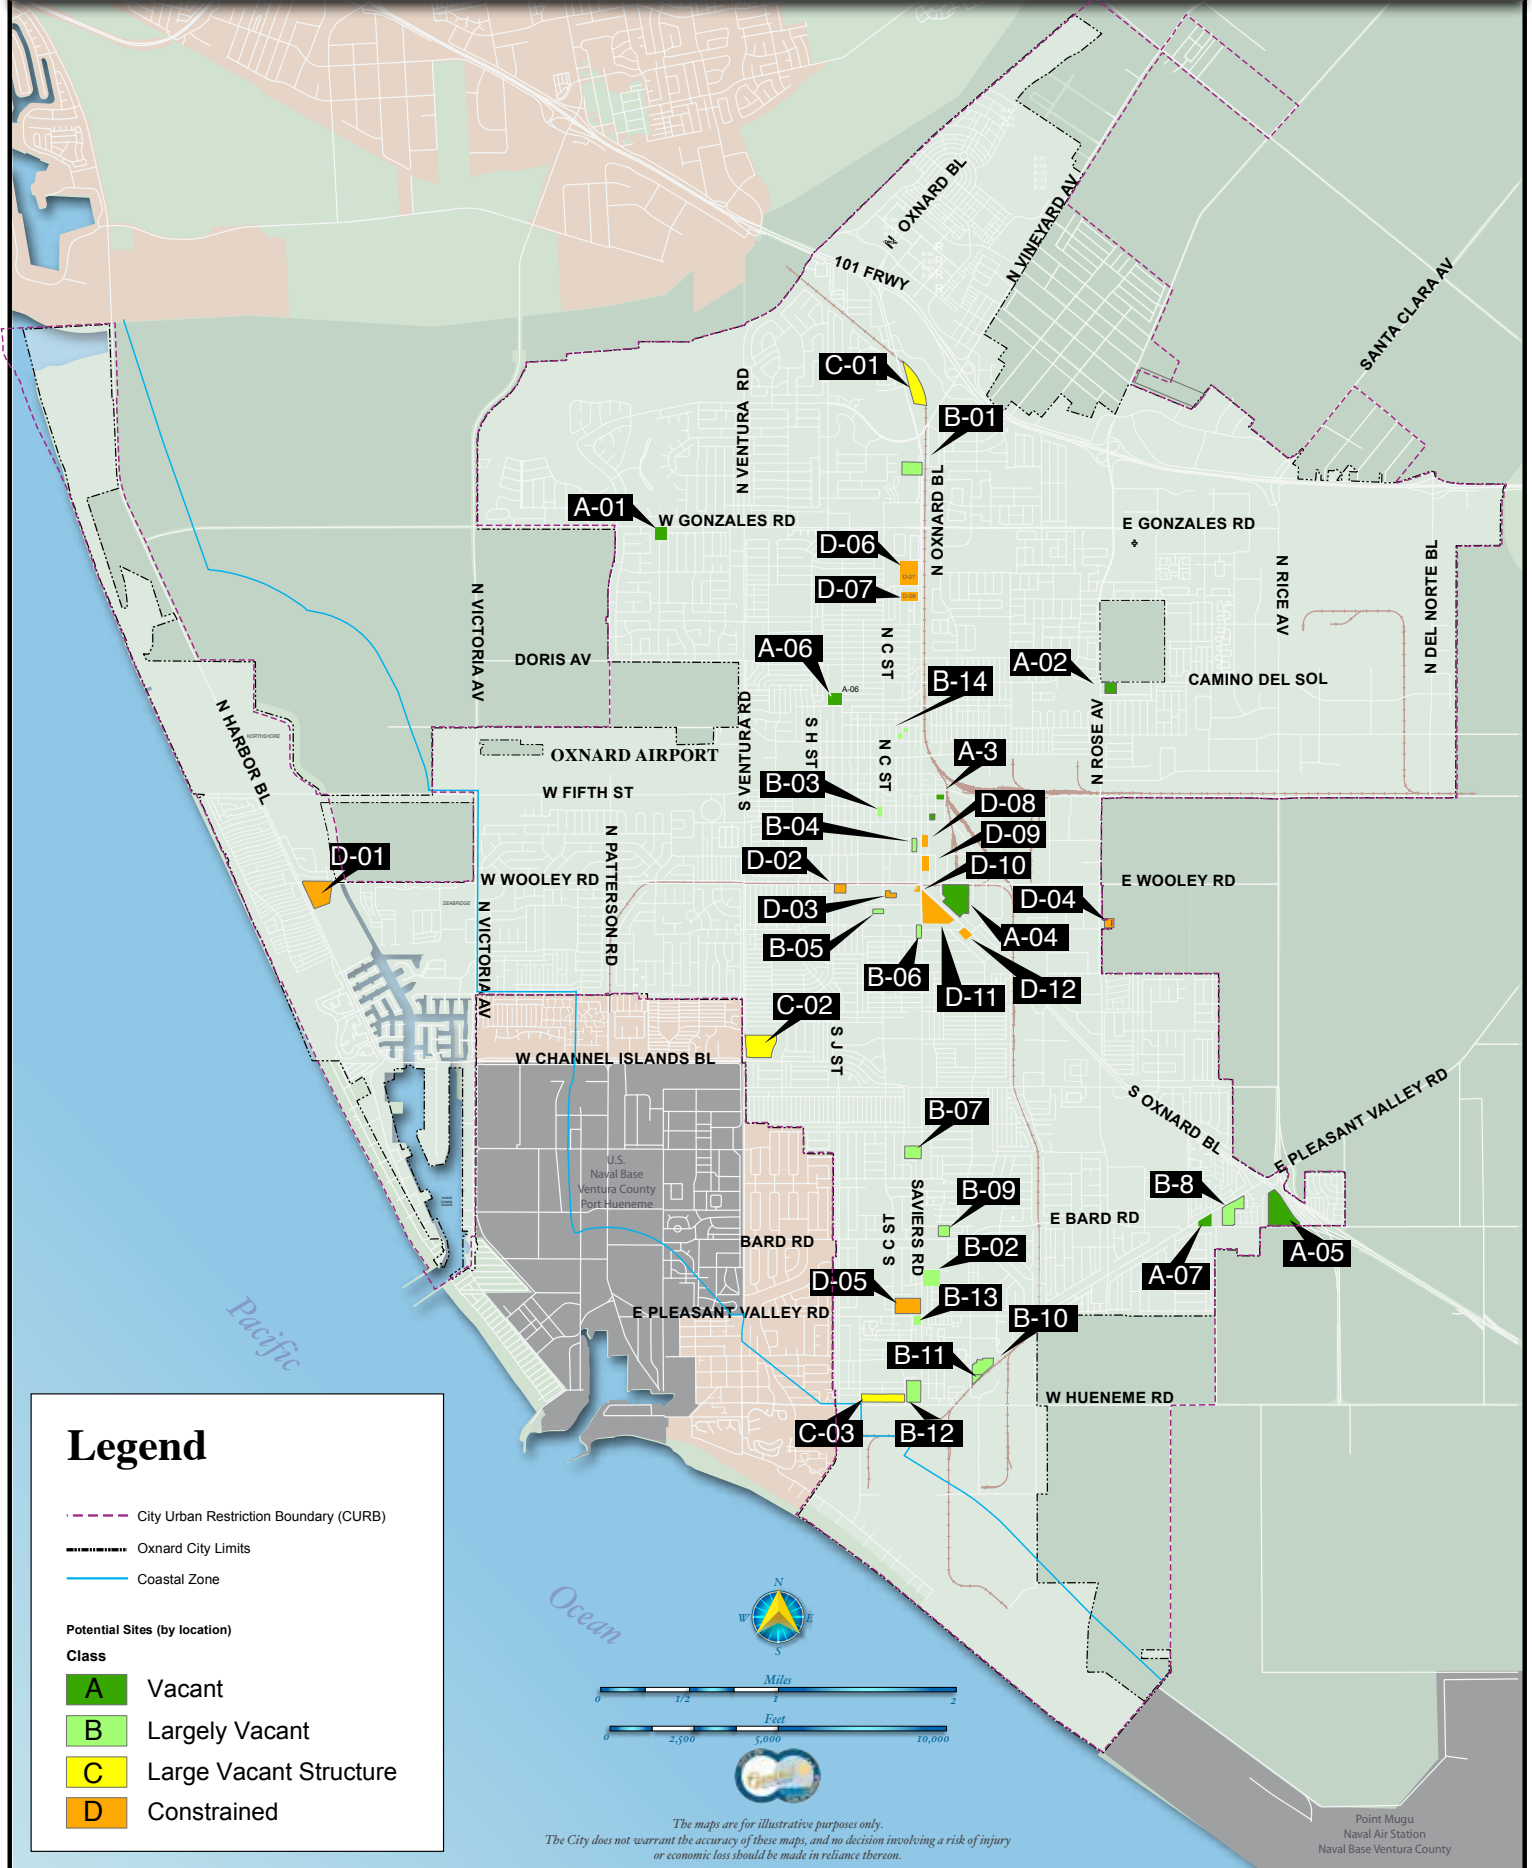 N OXNARD BL
N VINEYARD AV
101 FRWY
SANTA CLARA AV
C-01
N VENTURA RD
B-01
N OXNARD BL
A-01
W GONZALES RD
E GONZALES RD
D-06
D-07
D-07
D-08
N RICE AV
N DEL NORTE BL
N VICTORIA AV
N C ST
A-06
A-06
DORIS AV
A-02
CAMINO DEL SOL
B-14
N HARBOR BL
NORTHSHORE
S VENTURA RD
S H ST
N C ST
N ROSE AV
OXNARD AIRPORT
A-3
W FIFTH ST
B-03
D-08
B-04
D-09
N PATTERSON RD
D-01
D-02
D-10
W WOOLEY RD
E WOOLEY RD
SEABRIDGE
D-03
D-04
N VICTORIA AV
B-05
A-04
B-06
D-11
D-12
C-02
S J ST
W CHANNEL ISLANDS BL
S OXNARD BL
E PLEASANT VALLEY RD
B-07
U.S.
Naval Base
Ventura County
Port Hueneme
SAVIERS RD
B-09
B-8
S C ST
E BARD RD
BARD RD
B-02
A-05
A-07
D-05
B-13
E PLEASANT VALLEY RD
B-10
B-11
W HUENEME RD
C-03
B-12
Pacific
Ocean
Legend
City Urban Restriction Boundary (CURB)
Oxnard City Limits
Coastal Zone
Potential Sites (by location)
Class
A Vacant
B Largely Vacant
C Large Vacant Structure
D Constrained
N
W E
S
Miles
0 1/2 1 2
Feet
0 2,500 5,000 10,000
The maps are for illustrative purposes only.
The City does not warrant the accuracy of these maps, and no decision involving a risk of injury
or economic loss should be made in reliance thereon.
Point Mugu
Naval Air Station
Naval Base Ventura County